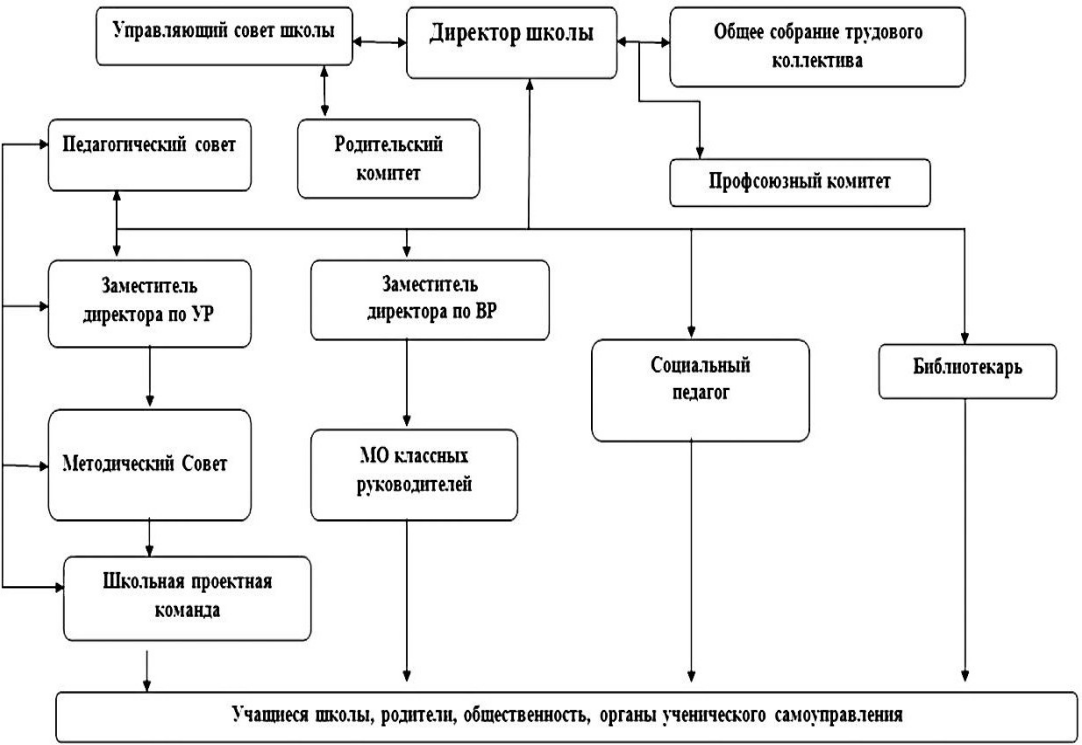 Управляющий совет школы
Директор школы
Общее собрание трудового
коллектива
Педагогический совет
Родительский
комитет
Профсоюзный комитет
Заместитель
директора по УР
Заместитель
директора по ВР
Социальный
педагог
Библиотекарь
Методический Совет
МО классных
руководителей
Школьная проектная
команда
Учащиеся школы, родители, общественность, органы ученического самоуправления